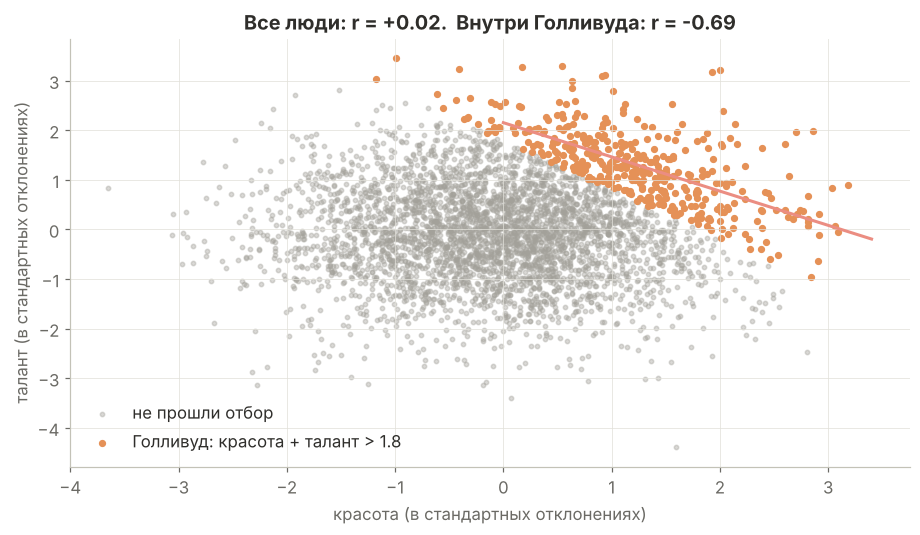 Все люди: r = +0.02. Внутри Голливуда: r = -0.69
талант (в стандартных отклонениях)
3
2
1
0
−1
−2
−3
−4
не прошли отбор
Голливуд: красота + талант > 1.8
−4 −3 −2 −1 0 1 2 3
красота (в стандартных отклонениях)